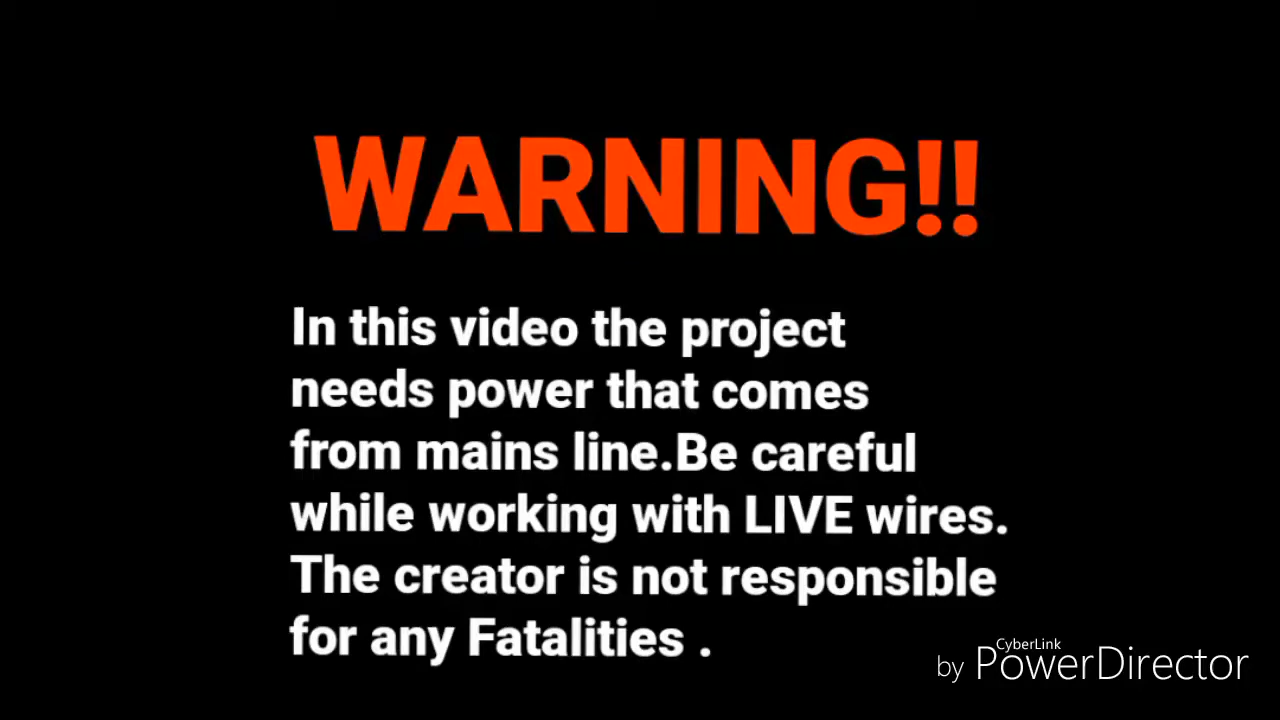 WARNING!!
In this video the project
needs power that comes
from mains line.Be careful
while working with LIVE wires.
The creator is not responsible
for any Fatalities .
CyberLink
by PowerDirector